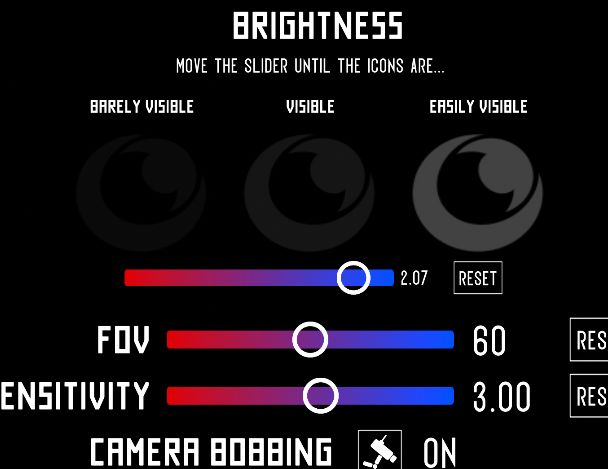 BRIGHTNESS
MOVE THE SLIDER UNTIL THE ICONS ARE...
BARELY VISIBLE VISIBLE EASILY VISIBLE
2.07 RESET
FOV 60 RES
ENSITIVITY 3.00 RES
CAMERA BOBBING ON